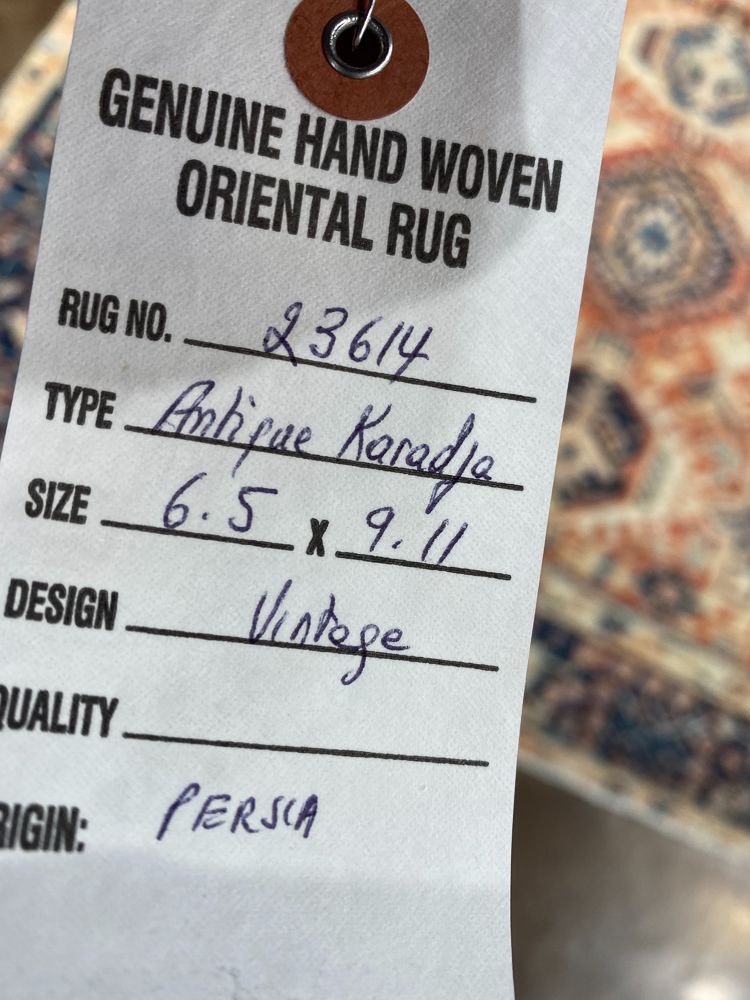 GENUINE HAND WOVEN
ORIENTAL RUG
RUG NO. 23614
TYPE Antique Karadja
SIZE 6.5 X 9.11
DESIGN Vintage
QUALITY
RIGIN: PERSIA